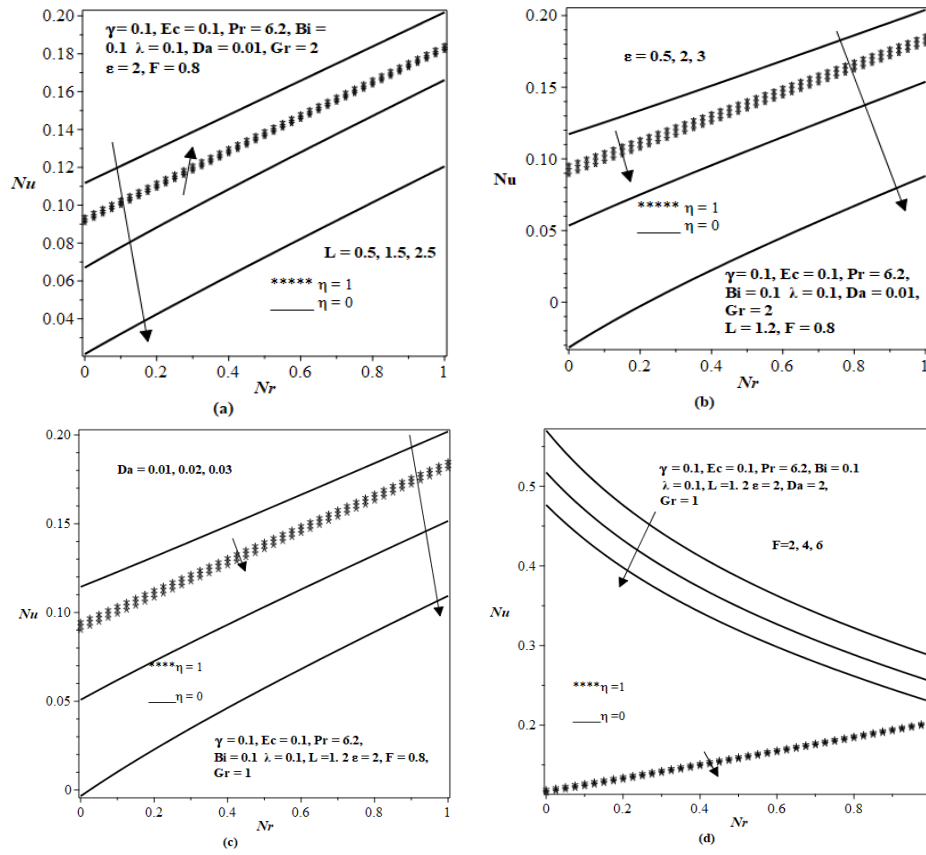 γ= 0.1, Ec = 0.1, Pr = 6.2, Bi =
0.1 λ = 0.1, Da = 0.01, Gr = 2
ε = 2, F = 0.8
0.20
0.18
0.16
0.14
0.12
0.10
0.08
0.06
0.04
Nu
L = 0.5, 1.5, 2.5
***** η = 1
_____ η = 0
0 0.2 0.4 0.6 0.8 1
Nr
(a)
0.20
0.15
0.10
0.05
0
Nu
ε = 0.5, 2, 3
***** η = 1
_____ η = 0
γ= 0.1, Ec = 0.1, Pr = 6.2,
Bi = 0.1 λ = 0.1, Da = 0.01,
Gr = 2
L = 1.2, F = 0.8
0 0.2 0.4 0.6 0.8 1
Nr
(b)
0.20
0.15
0.10
0.05
0
Nu
Da = 0.01, 0.02, 0.03
****η = 1
____η = 0
γ = 0.1, Ec = 0.1, Pr = 6.2,
Bi = 0.1 λ = 0.1, L =1. 2 ε = 2, F = 0.8,
Gr = 1
0 0.2 0.4 0.6 0.8 1
Nr
(c)
0.5
0.4
0.3
0.2
Nu
γ = 0.1, Ec = 0.1, Pr = 6.2, Bi = 0.1
λ = 0.1, L =1. 2 ε = 2, Da = 2,
Gr = 1
F=2, 4, 6
****η=1
____η=0
0 0.2 0.4 0.6 0.8
Nr
(d)